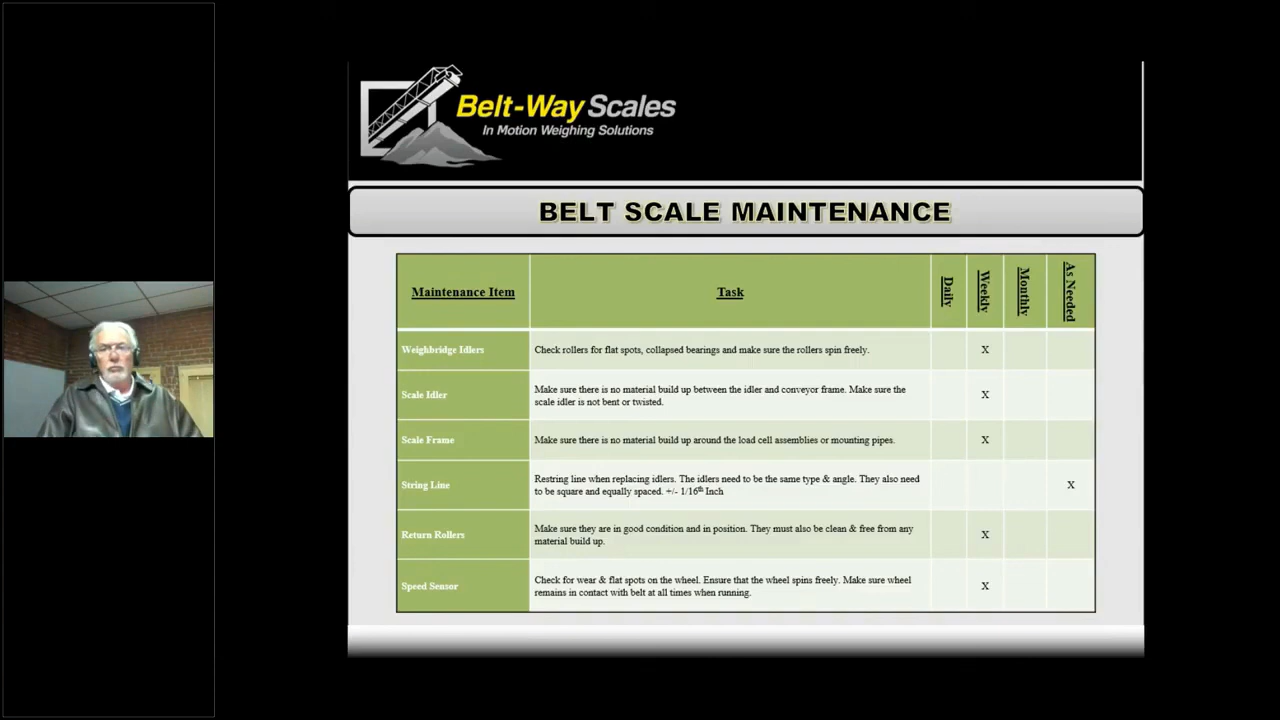 Belt-Way Scales
In Motion Weighing Solutions
BELT SCALE MAINTENANCE
Maintenance Item
Task
Daily
Weekly
Monthly
As Needed
Weighbridge Idlers
Check rollers for flat spots, collapsed bearings and make sure the rollers spin freely.
X
Scale Idler
Make sure there is no material build up between the idler and conveyor frame. Make sure the
scale idler is not bent or twisted.
X
Scale Frame
Make sure there is no material build up around the load cell assemblies or mounting pipes.
X
String Line
Restring line when replacing idlers. The idlers need to be the same type & angle. They also need
to be square and equally spaced. +/- 1/16th Inch
X
Return Rollers
Make sure they are in good condition and in position. They must also be clean & free from any
material build up.
X
Speed Sensor
Check for wear & flat spots on the wheel. Ensure that the wheel spins freely. Make sure wheel
remains in contact with belt at all times when running.
X